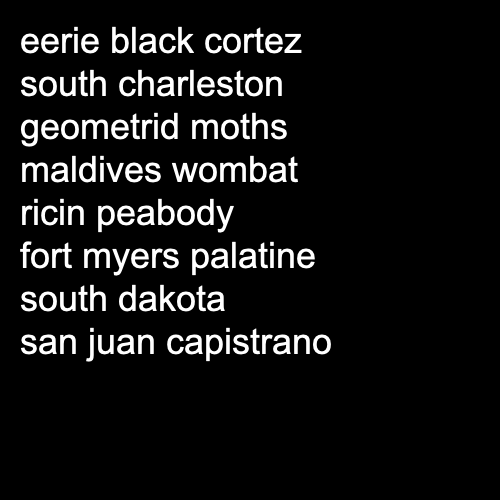 eerie black cortez
south charleston
geometrid moths
maldives wombat
ricin peabody
fort myers palatine
south dakota
san juan capistrano